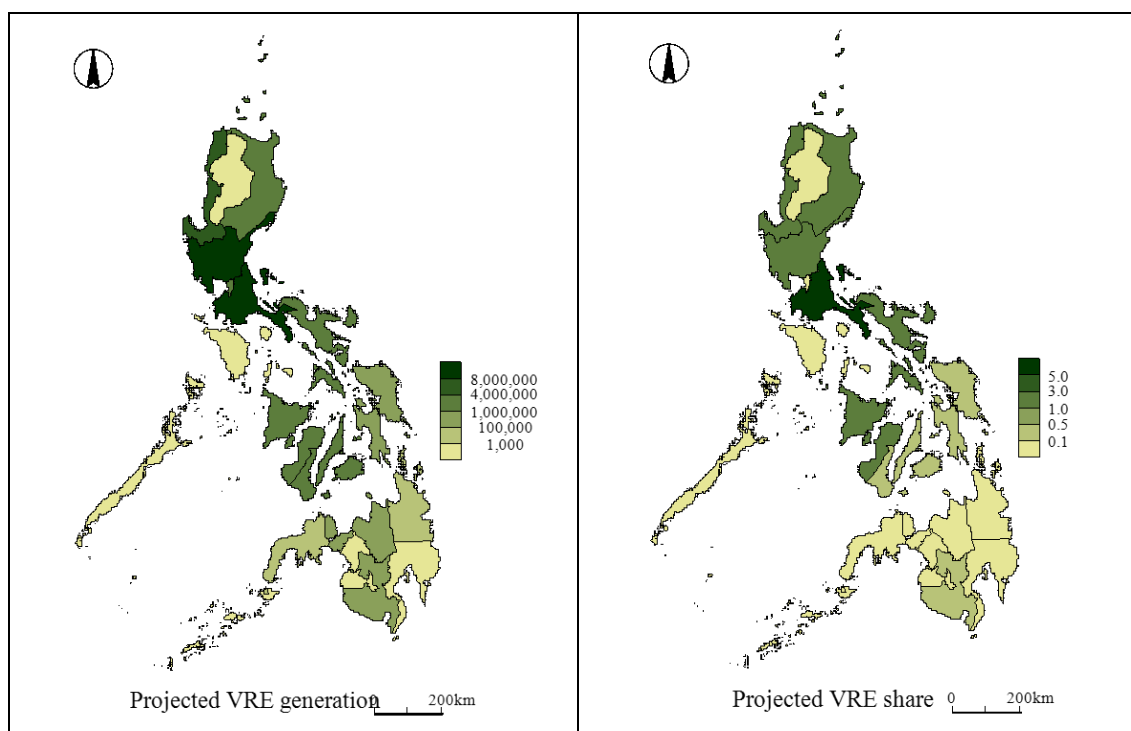 8,000,000
4,000,000
1,000,000
100,000
1,000
Projected VRE generation
0 200km
5.0
3.0
1.0
0.5
0.1
Projected VRE share
0 200km